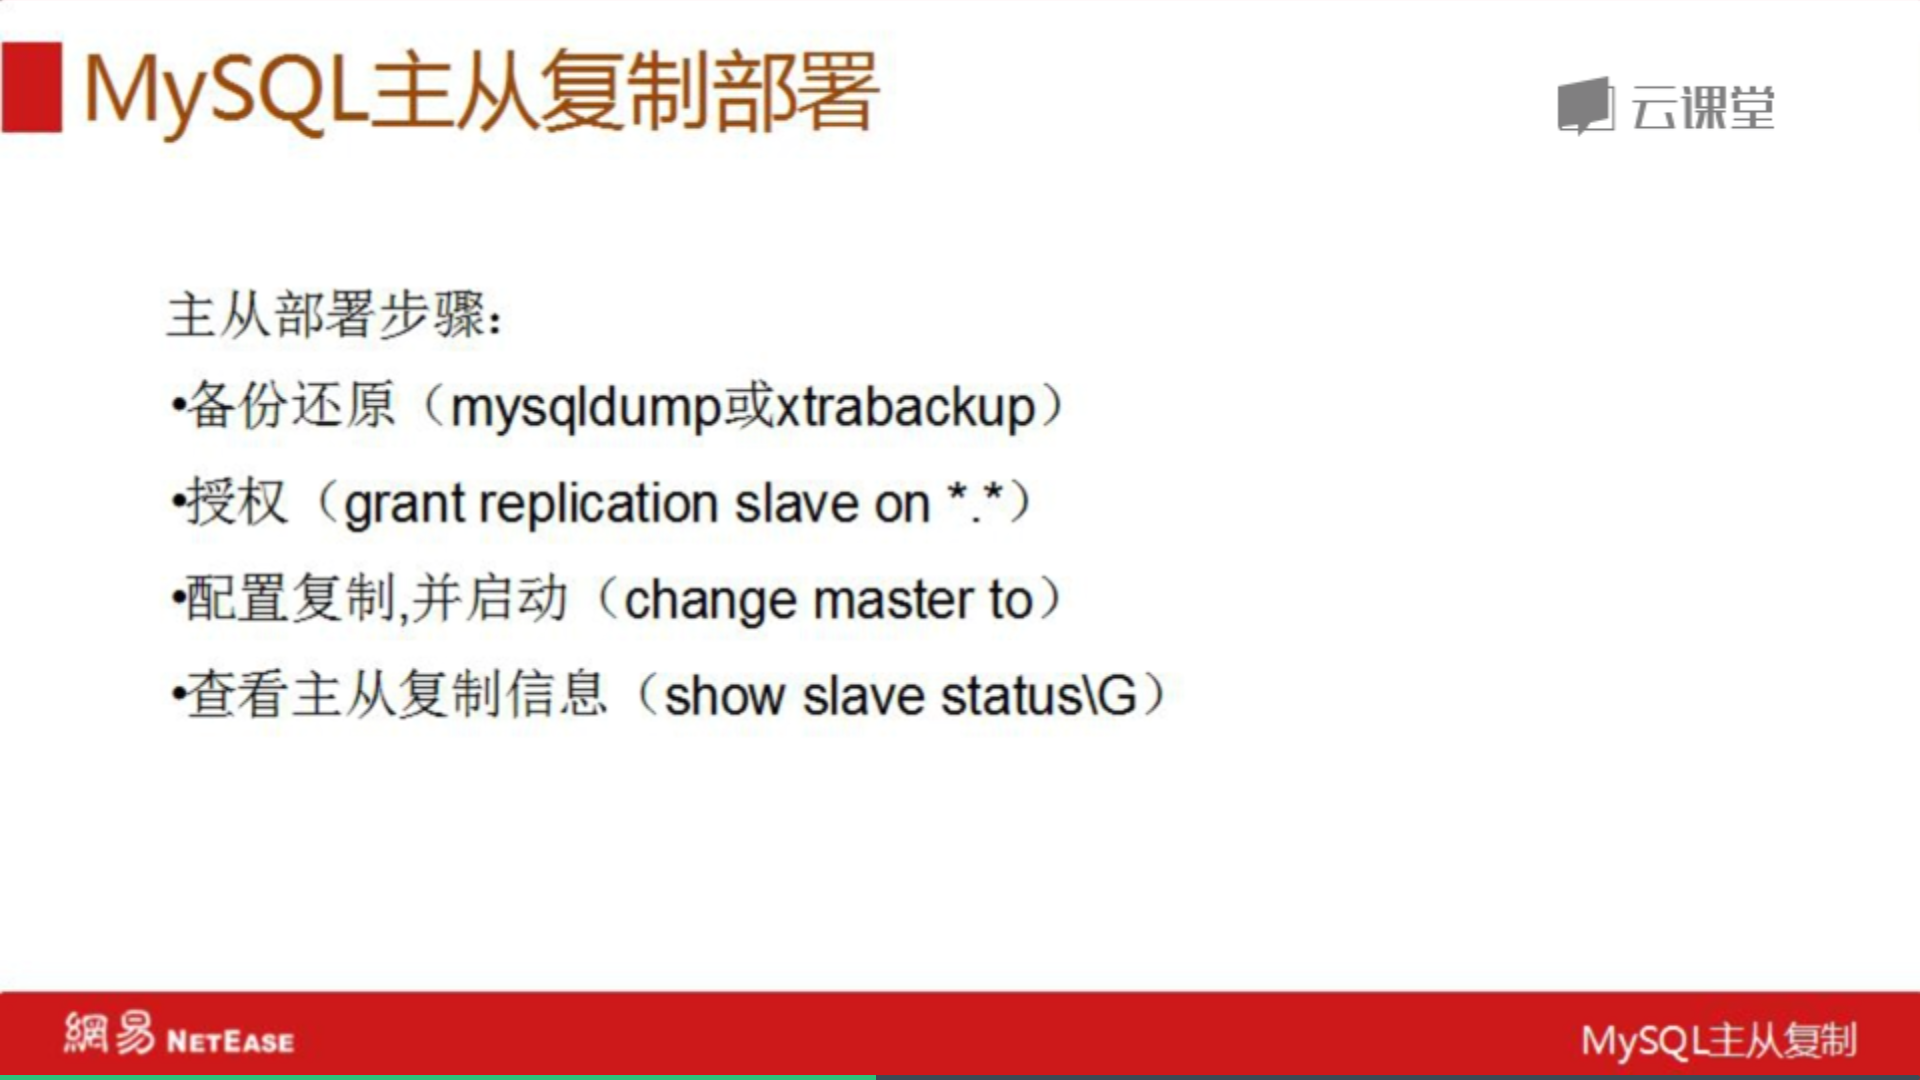 MySQL主从复制部署
云课堂
主从部署步骤：
•备份还原（mysqldump或xtrabackup）
•授权（grant replication slave on *.*）
•配置复制,并启动（change master to）
•查看主从复制信息（show slave status\G）
網易 NETEASE
MySQL主从复制